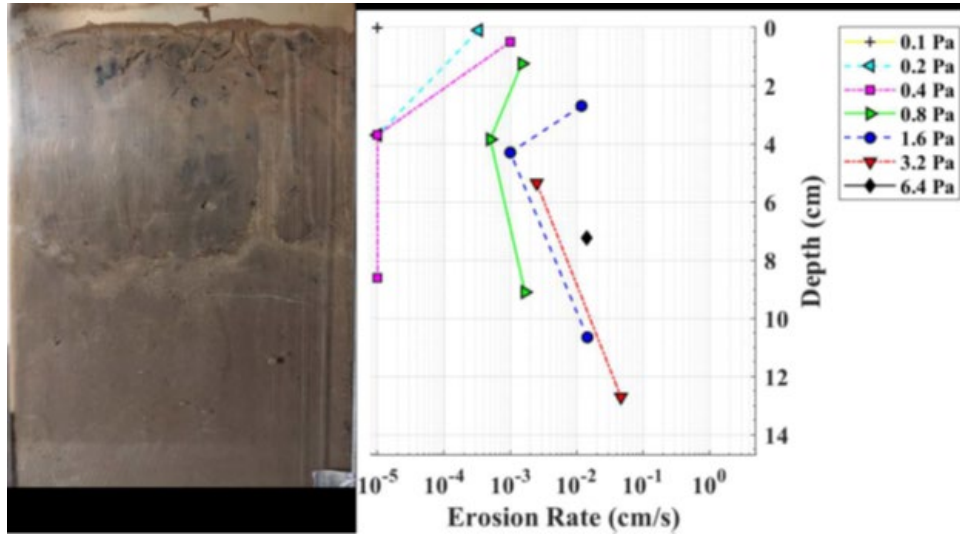 0
2
4
6
8
10
12
14
Depth (cm)
10⁻⁵ 10⁻⁴ 10⁻³ 10⁻² 10⁻¹ 10⁰
Erosion Rate (cm/s)
0.1 Pa
0.2 Pa
0.4 Pa
0.8 Pa
1.6 Pa
3.2 Pa
6.4 Pa